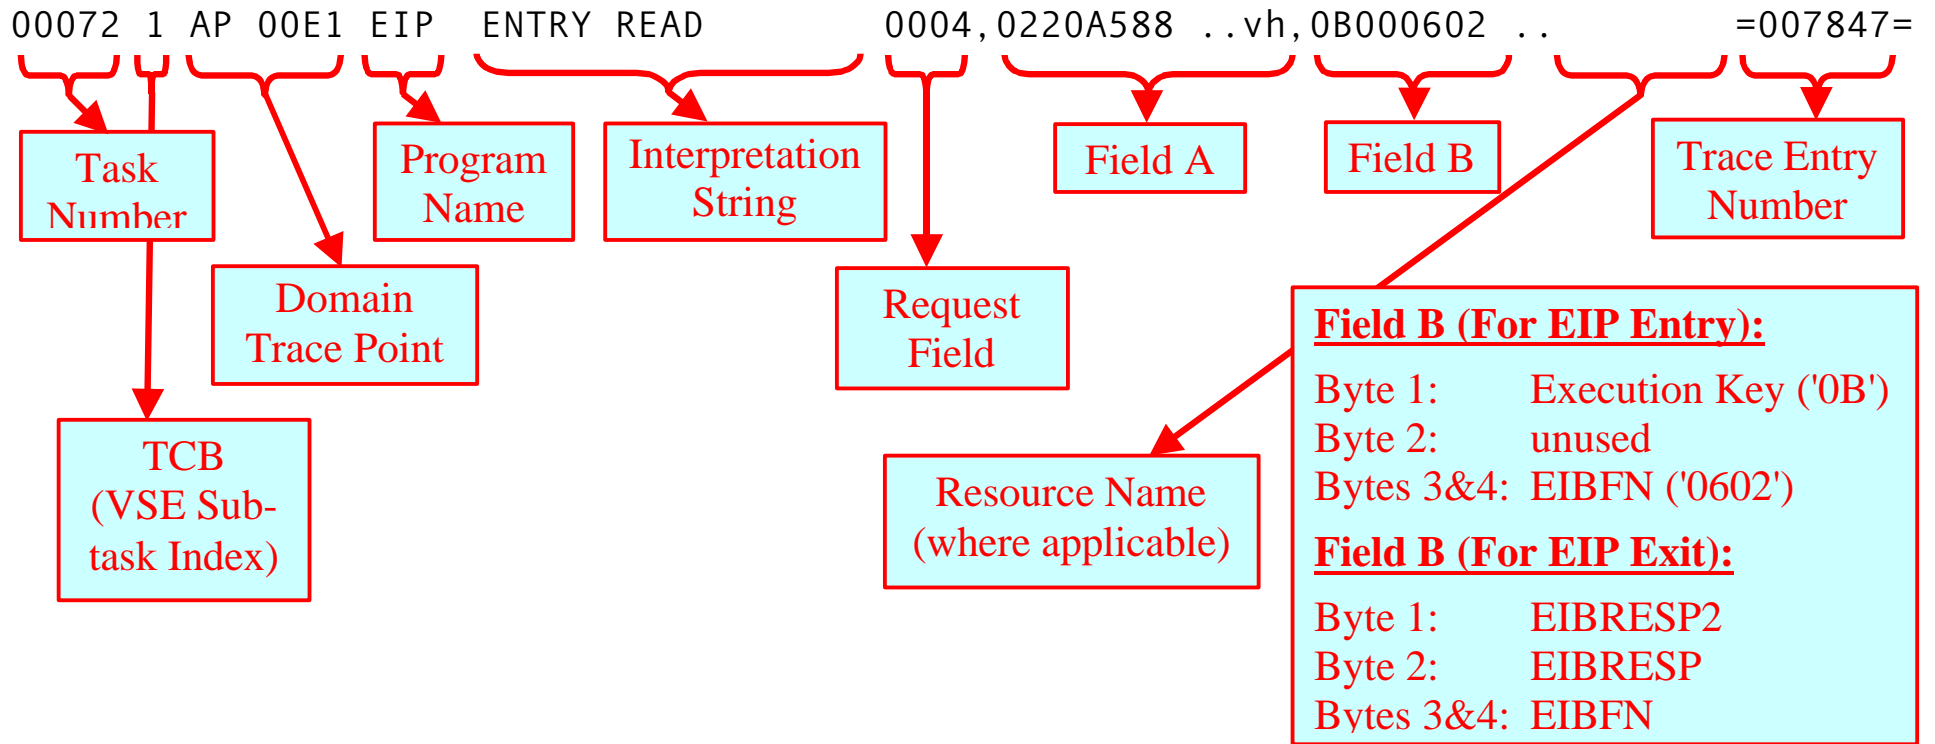 00072 1 AP 00E1 EIP ENTRY READ 0004,0220A588 ..vh,0B000602 .. =007847=
Task
Number
Program
Name
Interpretation
String
Field A
Field B
Trace Entry
Number
Domain
Trace Point
Request
Field
TCB
(VSE Sub-
task Index)
Resource Name
(where applicable)
Field B (For EIP Entry):
Byte 1: Execution Key ('0B')
Byte 2: unused
Bytes 3&4: EIBFN ('0602')
Field B (For EIP Exit):
Byte 1: EIBRESP2
Byte 2: EIBRESP
Bytes 3&4: EIBFN